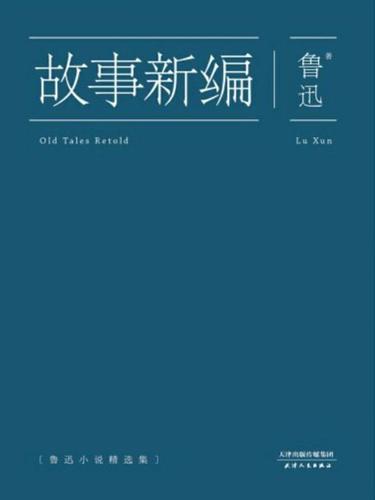 故事新编
鲁迅 著
Old Tales Retold
Lu Xun
[鲁迅小说精选集]
天津出版传媒集团
天津人民出版社